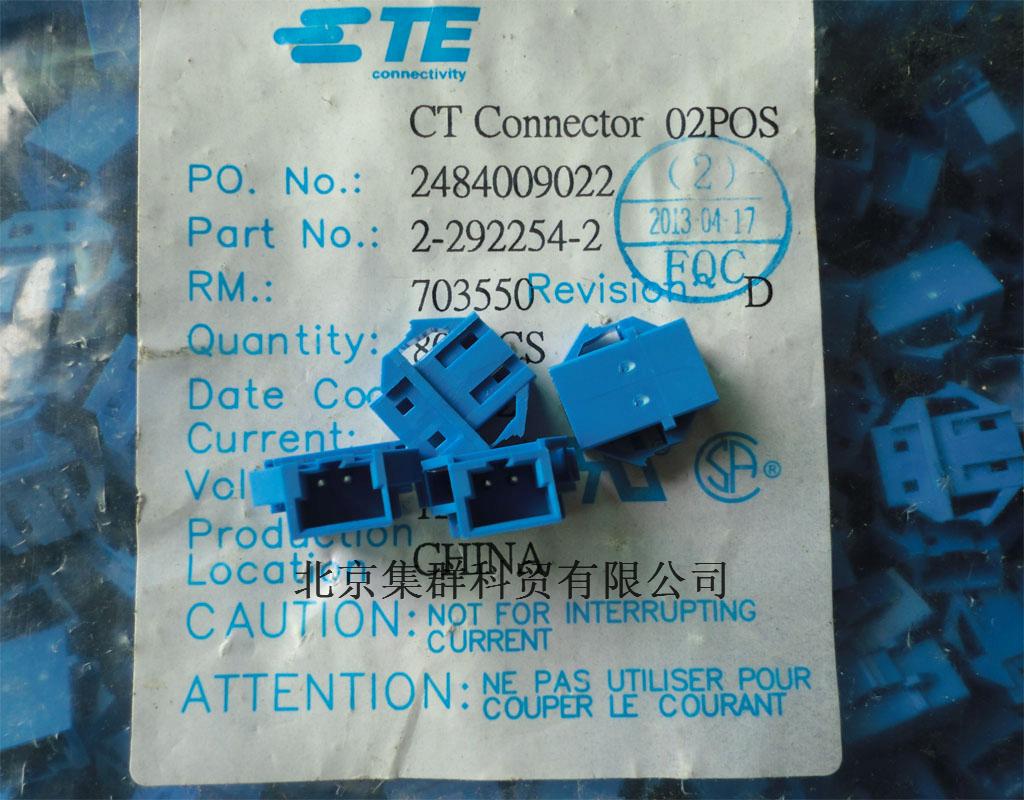 TE
connectivity
CT Connector 02POS
PO. No.: 2484009022
(2)
Part No.: 2-292254-2
2013-04-17
FQC
RM.: 703550 Revision D
Quantity:
Date
Current:
Production
Location CHINA
SA ®
北京集群科贸有限公司
CAUTION: NOT FOR INTERRUPTING
CURRENT
ATTENTION: NE PAS UTILISER POUR
COUPER LE COURANT